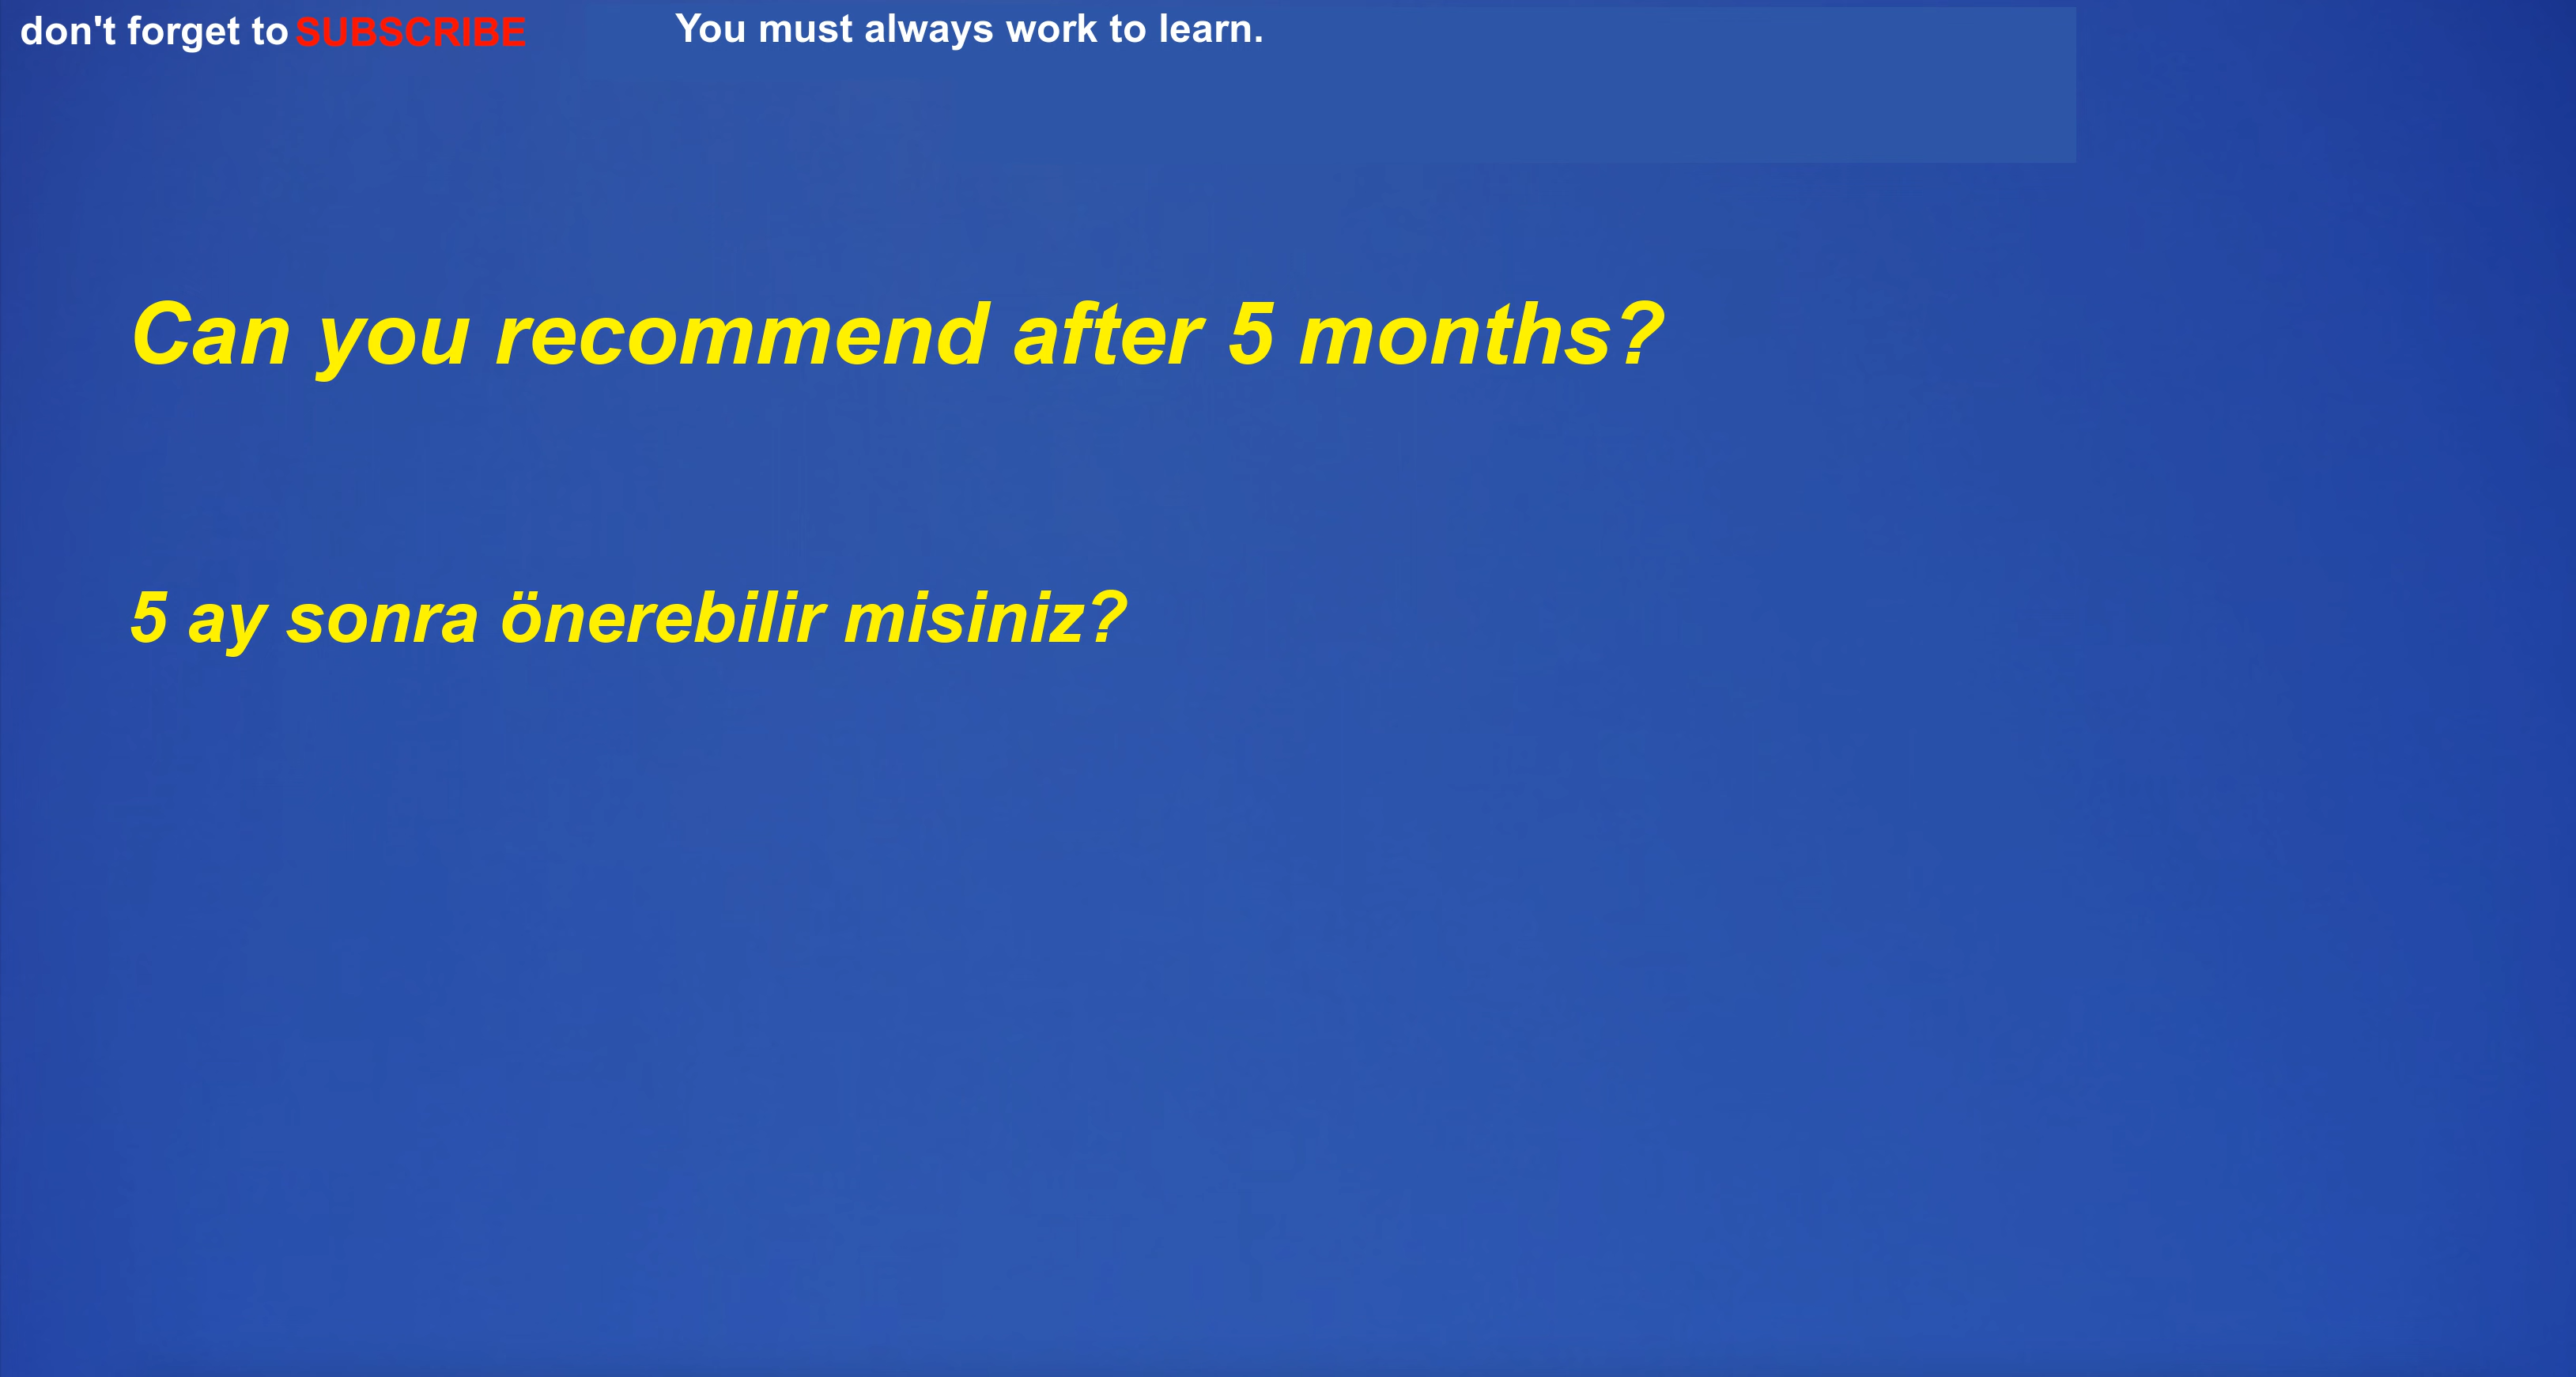 don't forget to SUBSCRIBE
You must always work to learn.
Can you recommend after 5 months?
5 ay sonra önerebilir misiniz?